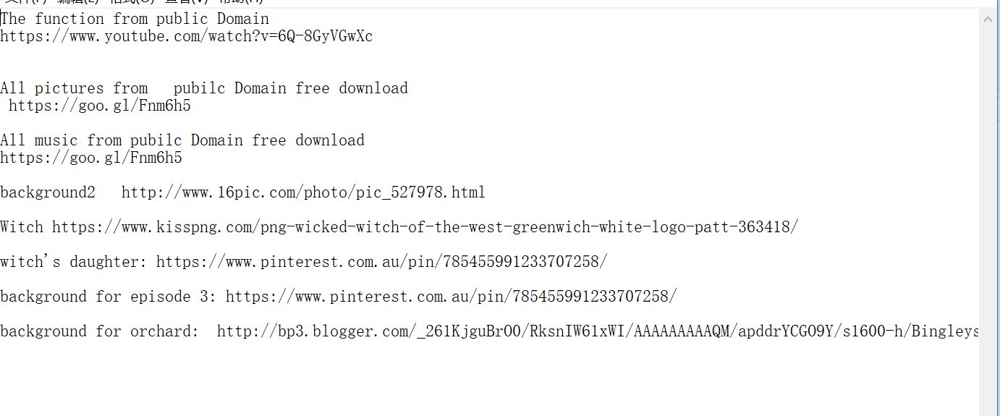 The function from public Domain
https://www.youtube.com/watch?v=6Q-8GyVGwXc
All pictures from   pubilc Domain free download
https://goo.gl/Fnm6h5
All music from pubilc Domain free download
https://goo.gl/Fnm6h5
background2   http://www.16pic.com/photo/pic_527978.html
Witch https://www.kisspng.com/png-wicked-witch-of-the-west-greenwich-white-logo-patt-363418/
witch's daughter: https://www.pinterest.com.au/pin/785455991233707258/
background for episode 3: https://www.pinterest.com.au/pin/785455991233707258/
background for orchard:  http://bp3.blogger.com/_261KjguBrO0/RksnIW61xWI/AAAAAAAAAQM/apddrYCGO9Y/s1600-h/Bingleys